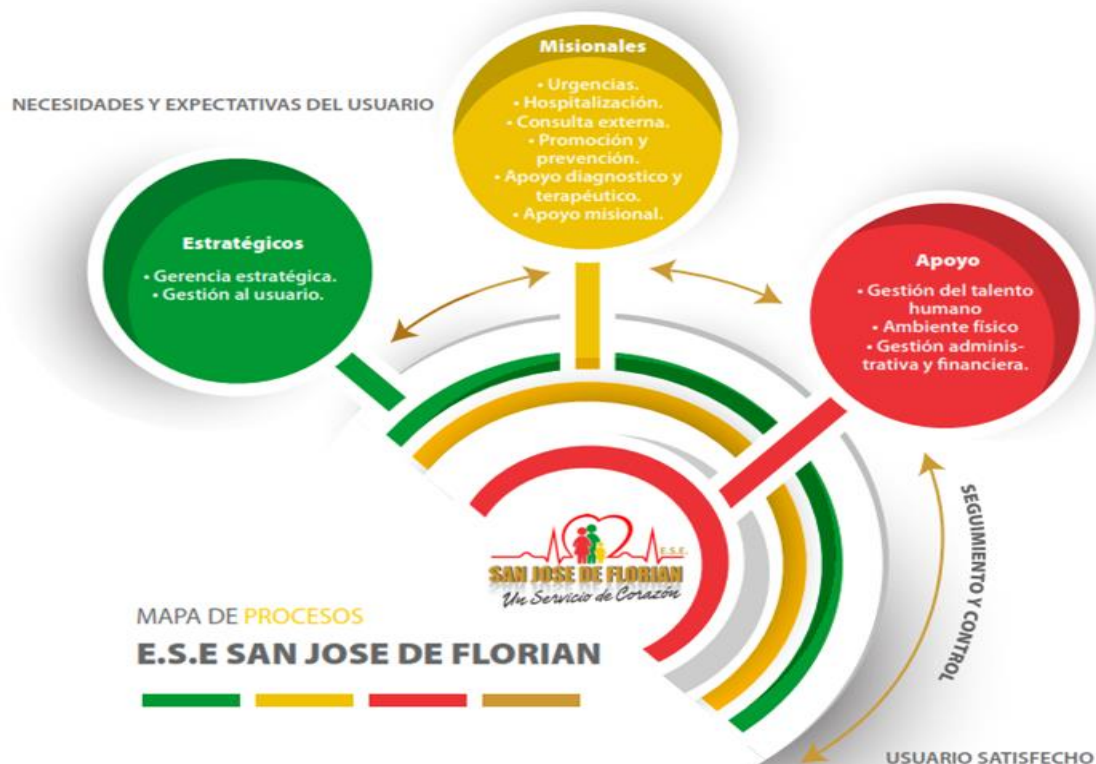 NECESIDADES Y EXPECTATIVAS DEL USUARIO
Misionales
• Urgencias.
• Hospitalización.
• Consulta externa.
• Promoción y
prevención.
• Apoyo diagnostico y
terapéutico.
• Apoyo misional.
Estratégicos
• Gerencia estratégica.
• Gestión al usuario.
Apoyo
• Gestión del talento
humano
• Ambiente físico
• Gestión adminis-
trativa y financiera.
SEGUIMIENTO Y CONTROL
E.S.E.
SAN JOSE DE FLORIAN
Un Servicio de Corazón
MAPA DE PROCESOS
E.S.E SAN JOSE DE FLORIAN
USUARIO SATISFECHO